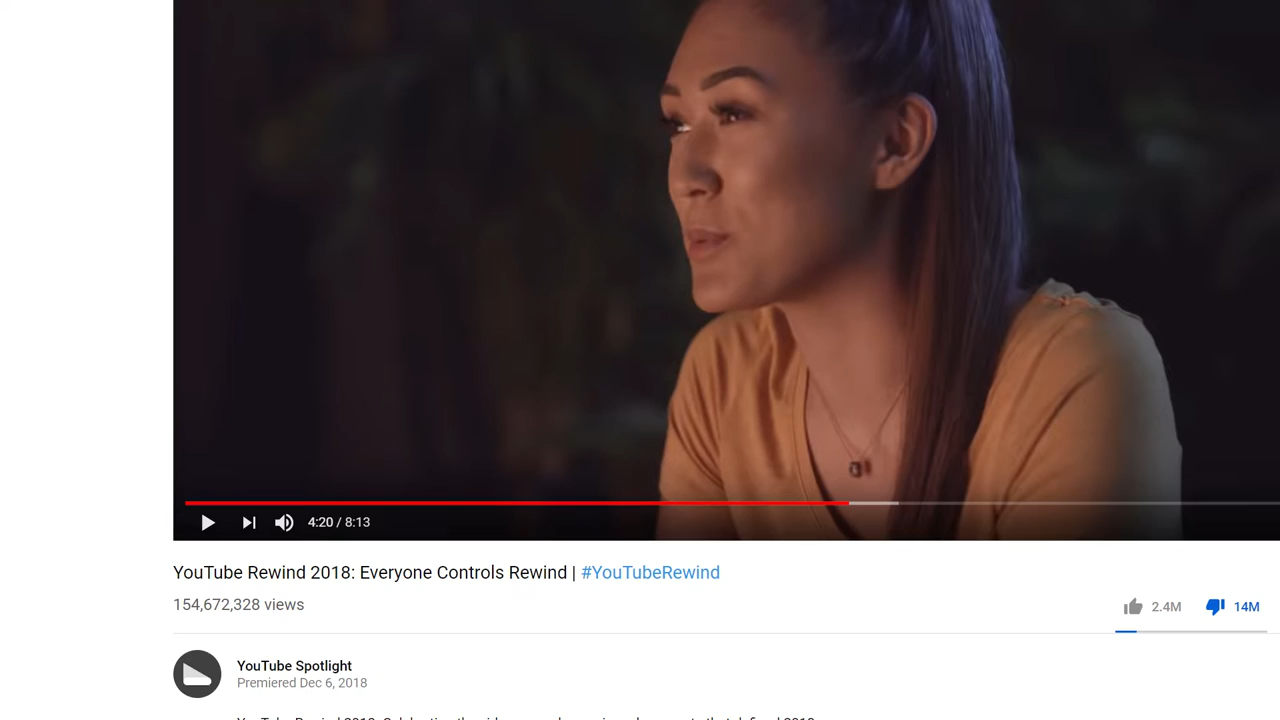 4:20 / 8:13
YouTube Rewind 2018: Everyone Controls Rewind | #YouTubeRewind
154,672,328 views
2.4M 14M
YouTube Spotlight
Premiered Dec 6, 2018